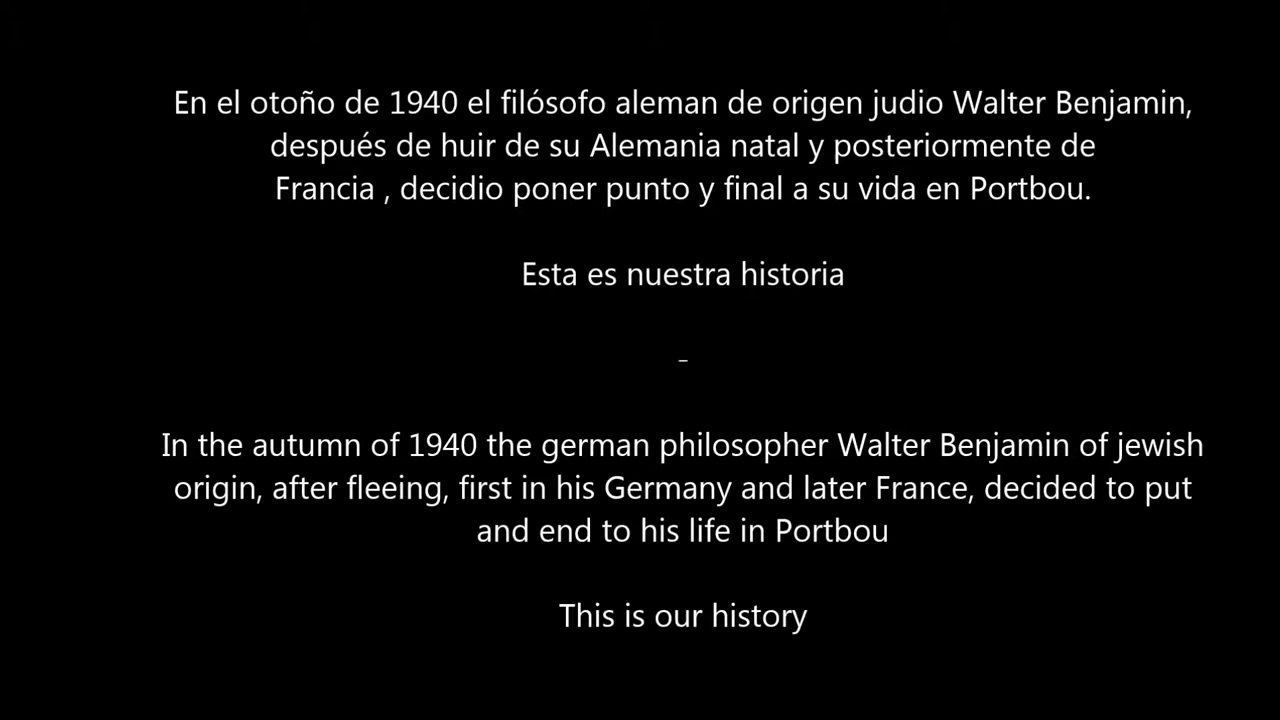 En el otoño de 1940 el filósofo aleman de origen judio Walter Benjamin,
después de huir de su Alemania natal y posteriormente de
Francia , decidio poner punto y final a su vida en Portbou.
Esta es nuestra historia
-
In the autumn of 1940 the german philosopher Walter Benjamin of jewish
origin, after fleeing, first in his Germany and later France, decided to put
and end to his life in Portbou
This is our history